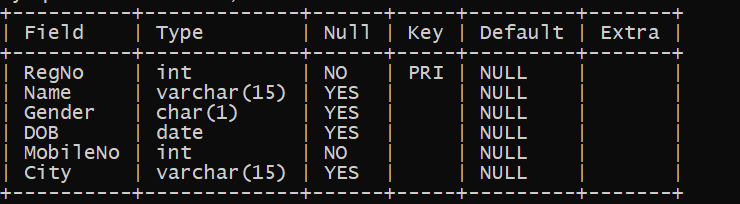 +----------+-------------+------+-----+---------+-------+
| Field    | Type        | Null | Key | Default | Extra |
+----------+-------------+------+-----+---------+-------+
| RegNo    | int         | NO   | PRI | NULL    |       |
| Name     | varchar(15) | YES  |     | NULL    |       |
| Gender   | char(1)     | YES  |     | NULL    |       |
| DOB      | date        | YES  |     | NULL    |       |
| MobileNo | int         | NO   |     | NULL    |       |
| City     | varchar(15) | YES  |     | NULL    |       |
+----------+-------------+------+-----+---------+-------+